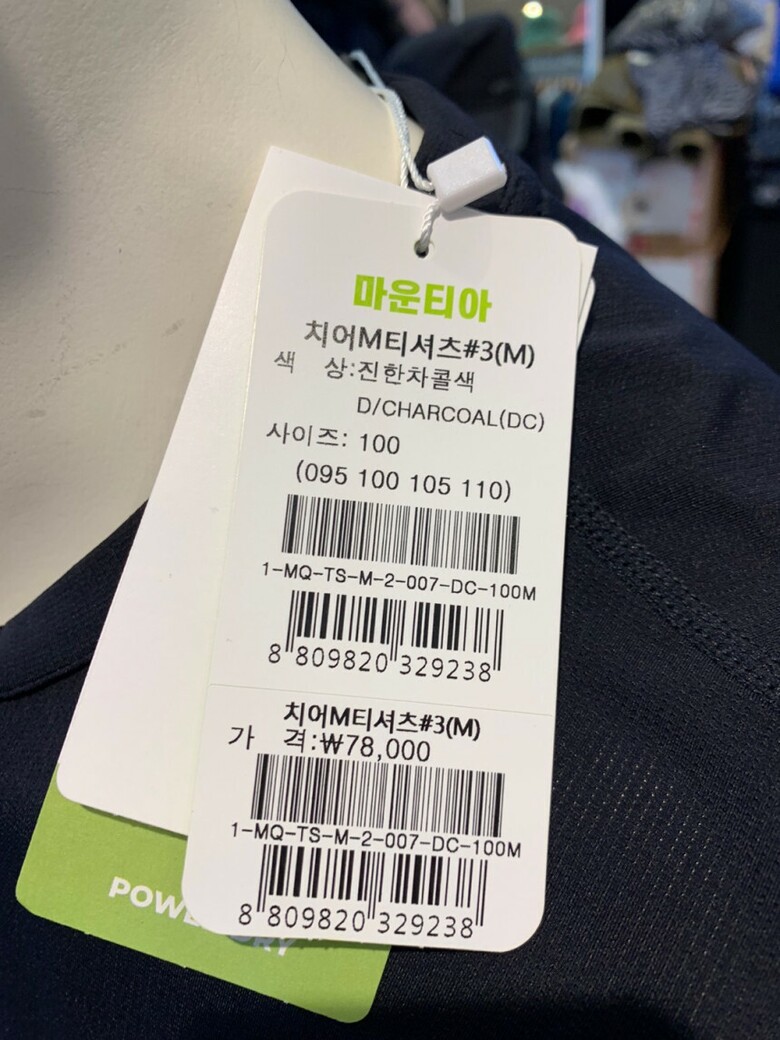 마운티아
치어M티셔츠#3(M)
색 상:진한차콜색
D/CHARCOAL(DC)
사이즈: 100
(095 100 105 110)
1-MQ-TS-M-2-007-DC-100M
8 809820 329238
치어M티셔츠#3(M)
가 격:₩78,000
1-MQ-TS-M-2-007-DC-100M
8 809820 329238